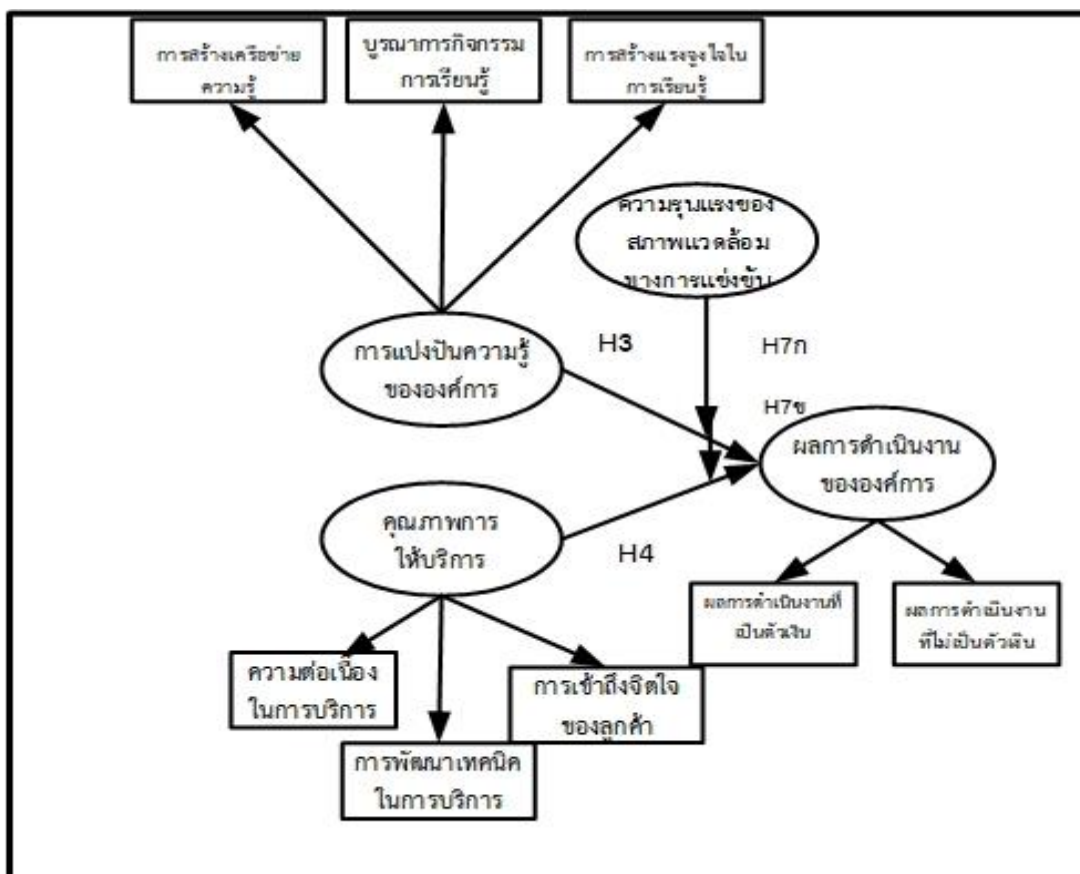 การสร้างเครือข่าย
ความรู้
บูรณาการกิจกรรม
การเรียนรู้
การสร้างแรงจูงใจใน
การเรียนรู้
ความรุนแรงของ
สภาพแวดล้อม
ทางการแข่งขัน
การแบ่งปันความรู้
ขององค์การ
H3
H7ก
H7ข
ผลการดำเนินงาน
ขององค์การ
คุณภาพการ
ให้บริการ
H4
ผลการดำเนินงานที่
เป็นตัวเงิน
ผลการดำเนินงาน
ที่ไม่เป็นตัวเงิน
ความต่อเนื่อง
ในการบริการ
การเข้าถึงจิตใจ
ของลูกค้า
การพัฒนาเทคนิค
ในการบริการ